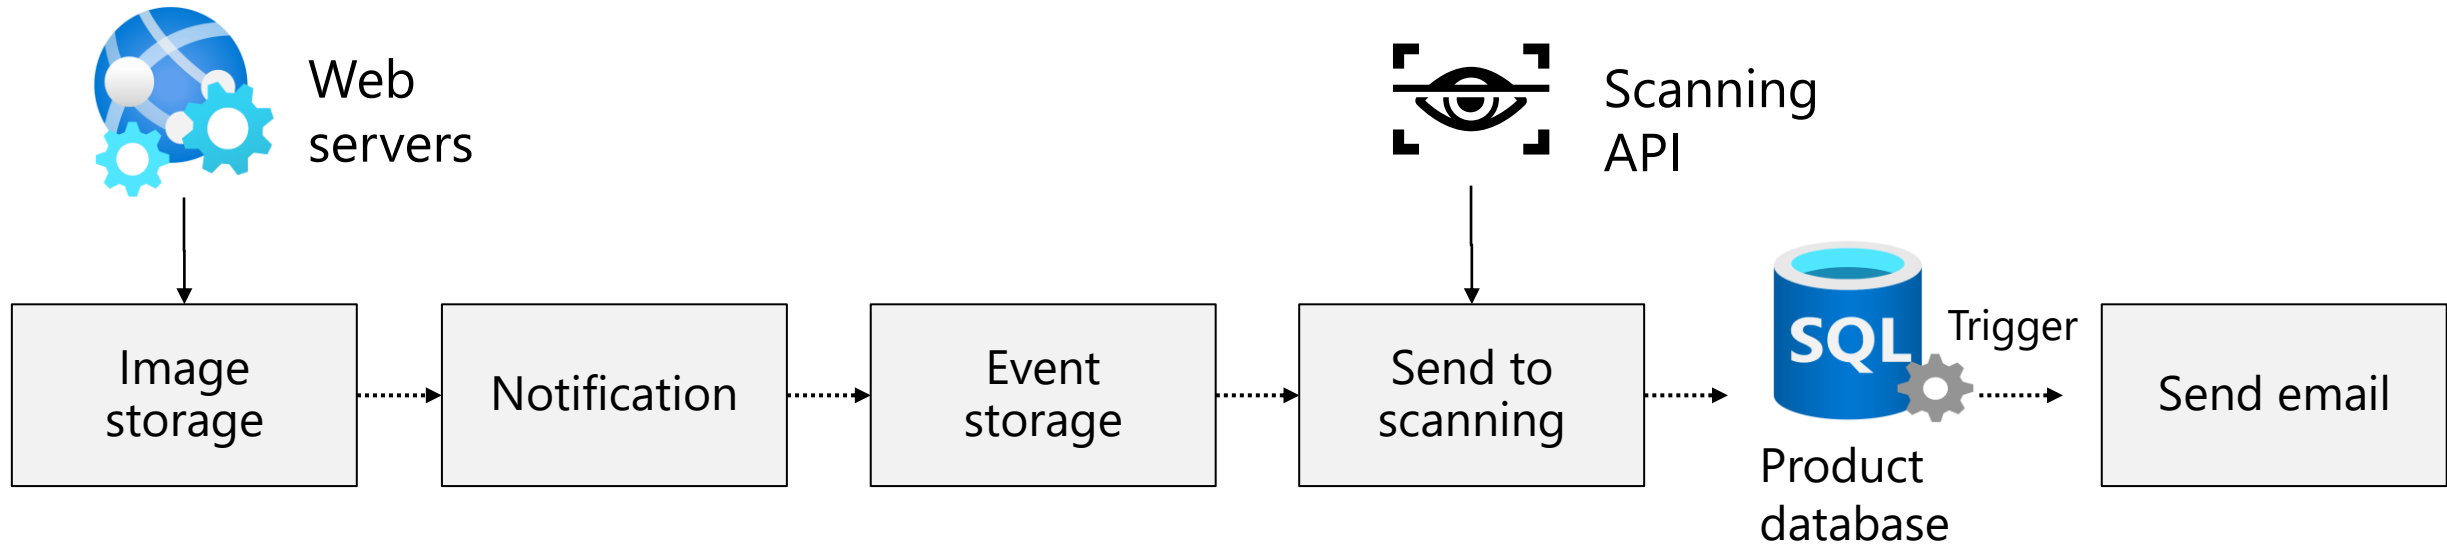 Web
servers
Scanning
API
Image
storage
Notification
Event
storage
Send to
scanning
SQL
Trigger
Product
database
Send email